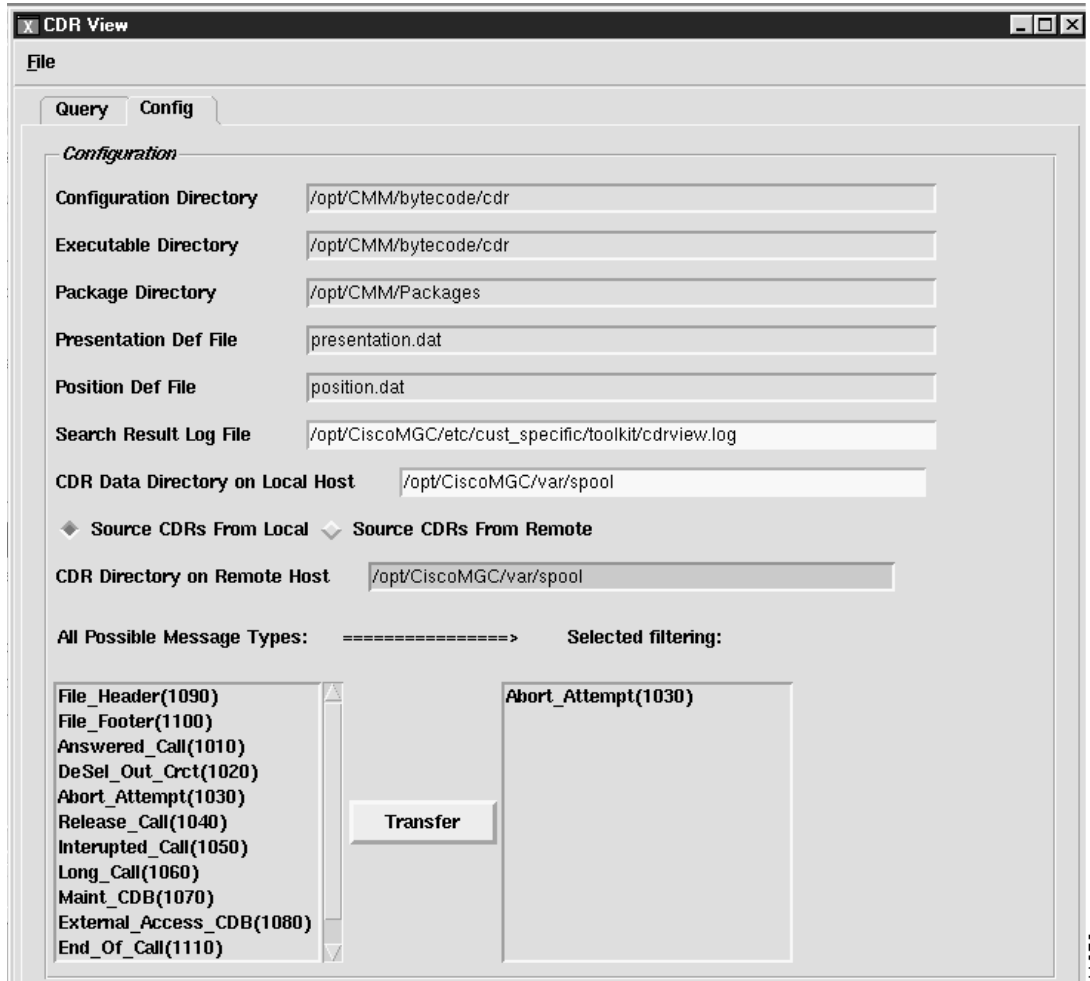 X CDR View
File
Query Config
Configuration
Configuration Directory /opt/CMM/bytecode/cdr
Executable Directory /opt/CMM/bytecode/cdr
Package Directory /opt/CMM/Packages
Presentation Def File presentation.dat
Position Def File position.dat
Search Result Log File /opt/CiscoMGC/etc/cust_specific/toolkit/cdrview.log
CDR Data Directory on Local Host /opt/CiscoMGC/var/spool
Source CDRs From Local Source CDRs From Remote
CDR Directory on Remote Host /opt/CiscoMGC/var/spool
All Possible Message Types: ================> Selected filtering:
File_Header(1090)
File_Footer(1100)
Answered_Call(1010)
DeSel_Out_Crct(1020)
Abort_Attempt(1030)
Release_Call(1040)
Interupted_Call(1050)
Long_Call(1060)
Maint_CDB(1070)
External_Access_CDB(1080)
End_Of_Call(1110)
Transfer
Abort_Attempt(1030)